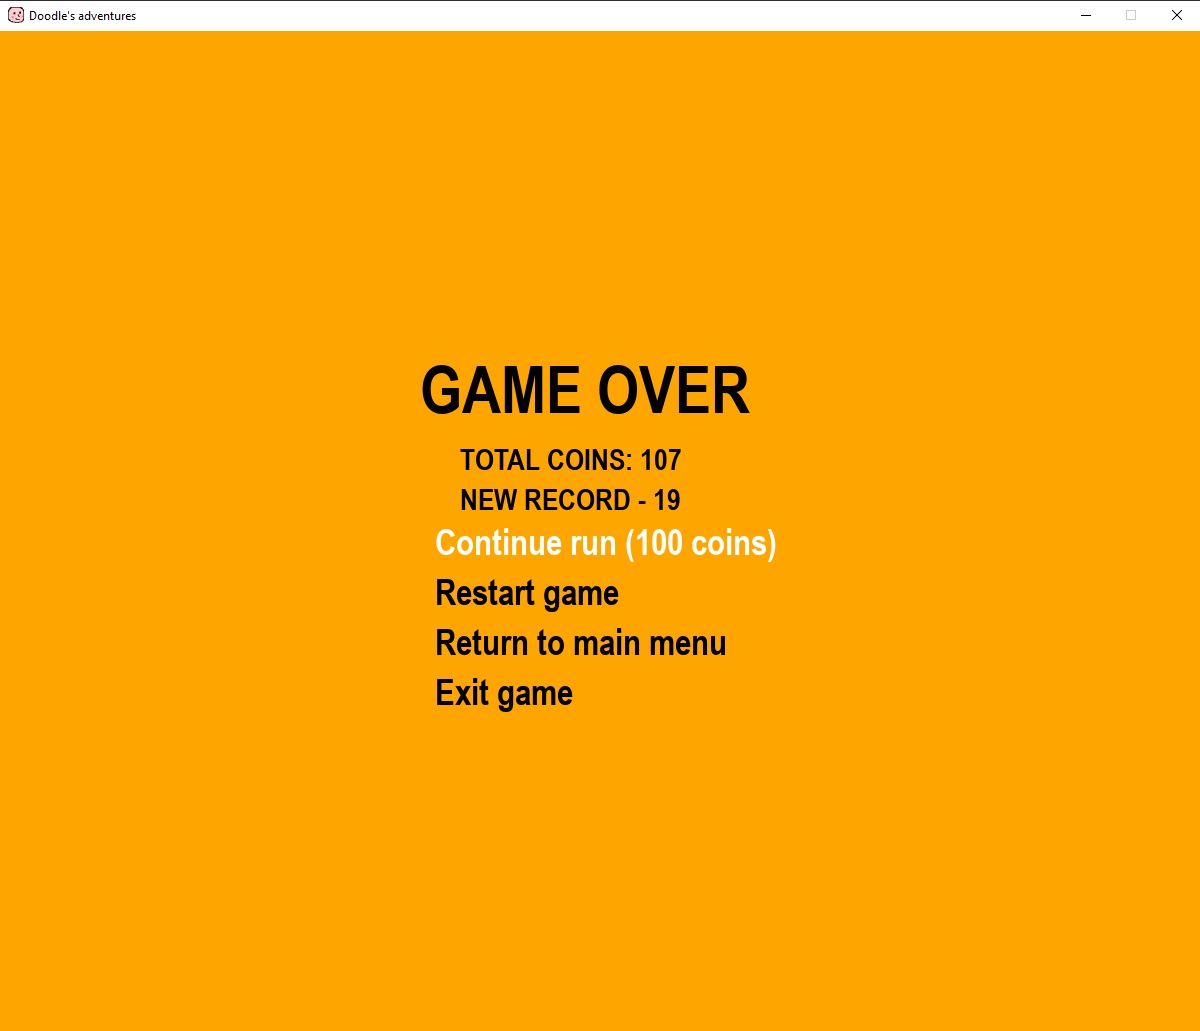 Doodle's adventures
GAME OVER
TOTAL COINS: 107
NEW RECORD - 19
Continue run (100 coins)
Restart game
Return to main menu
Exit game